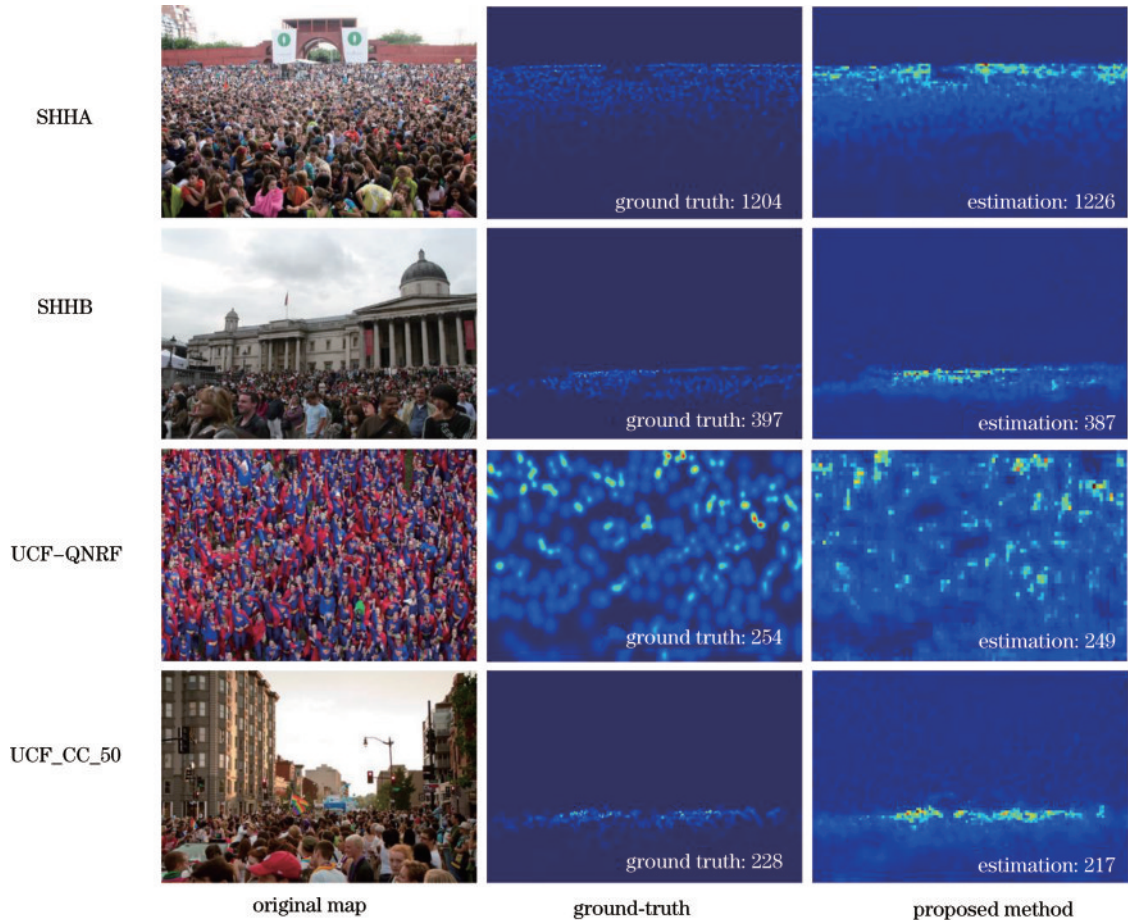 SHHA
ground truth: 1204
estimation: 1226
SHHB
ground truth: 397
estimation: 387
UCF-QNRF
ground truth: 254
estimation: 249
UCF_CC_50
ground truth: 228
estimation: 217
original map
ground-truth
proposed method